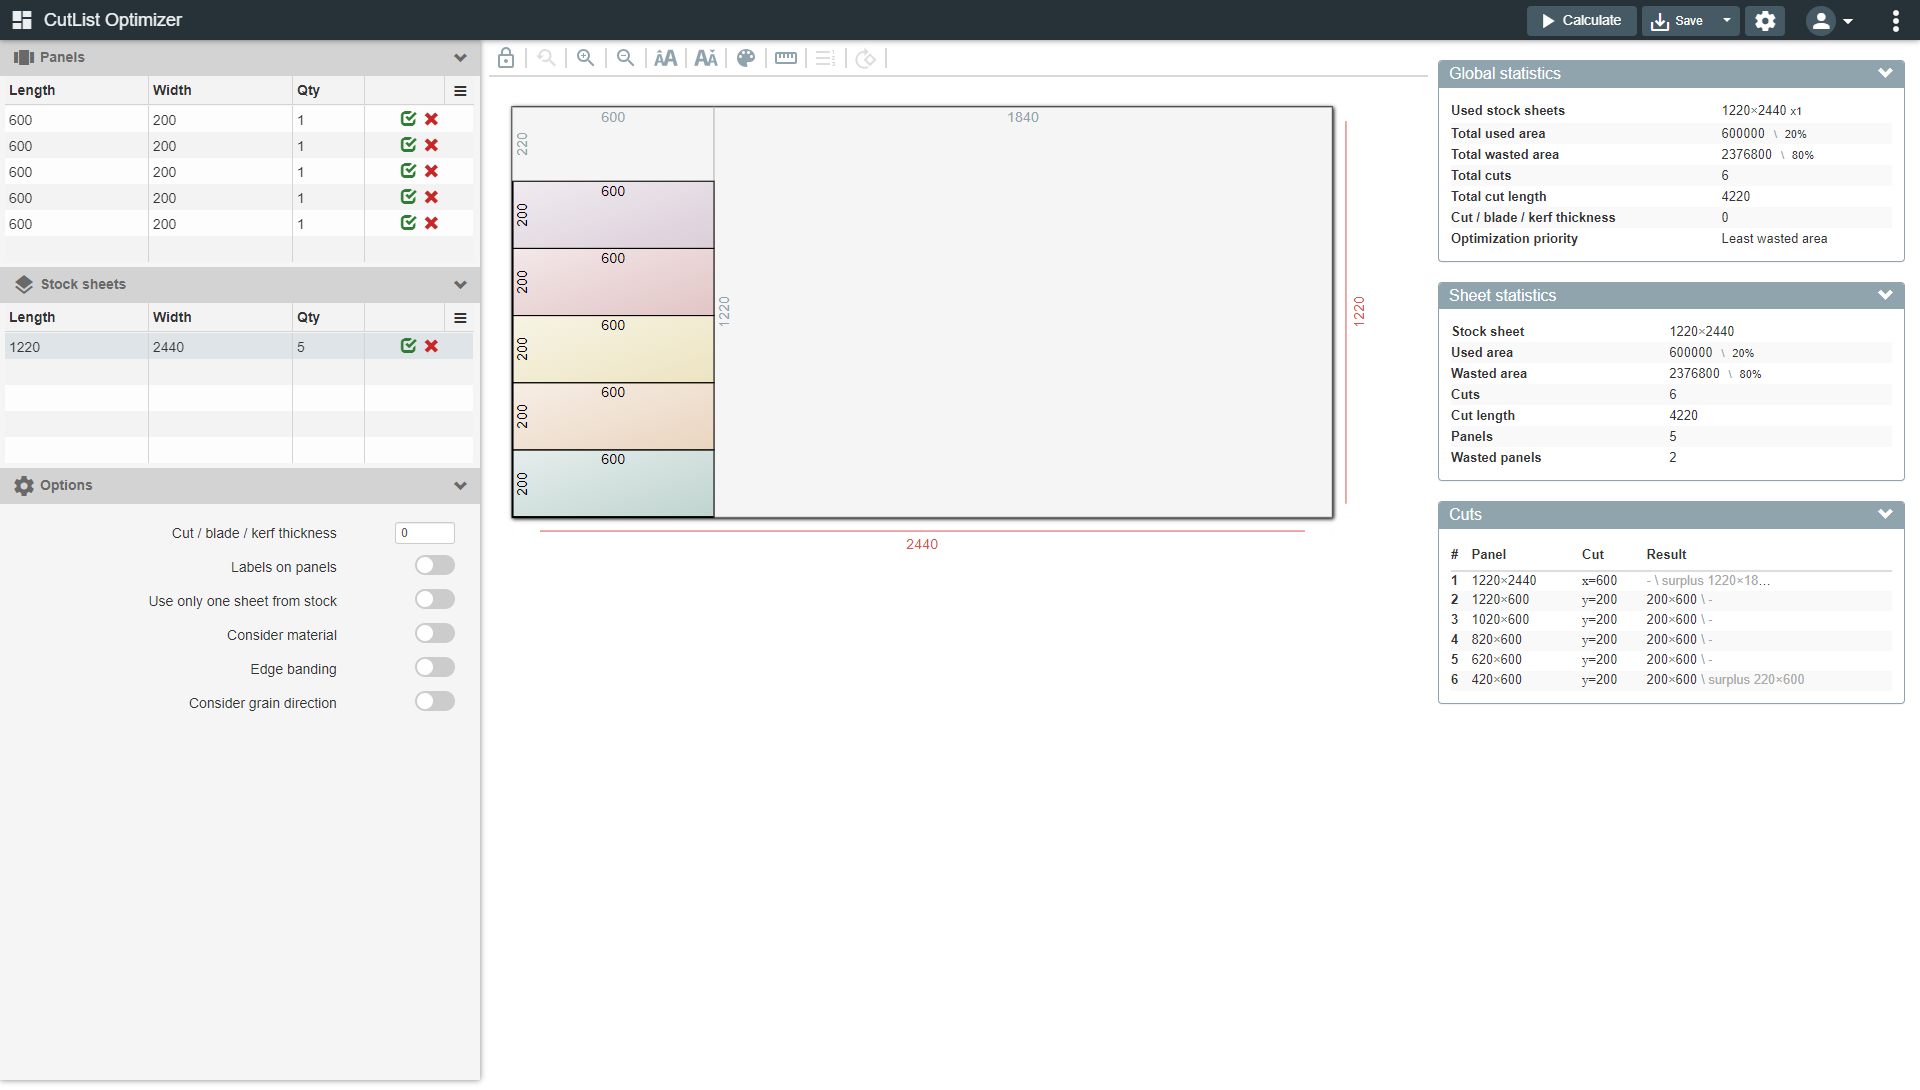 CutList Optimizer
Calculate
Save
Panels
Length Width Qty
600 200 1
600 200 1
600 200 1
600 200 1
600 200 1
Stock sheets
Length Width Qty
1220 2440 5
Options
Cut / blade / kerf thickness 0
Labels on panels
Use only one sheet from stock
Consider material
Edge banding
Consider grain direction
600 1840
220
600
200
600
200
600
200
600
200
600
200
1220
1220
2440
Global statistics
Used stock sheets 1220×2440 x1
Total used area 600000 \ 20%
Total wasted area 2376800 \ 80%
Total cuts 6
Total cut length 4220
Cut / blade / kerf thickness 0
Optimization priority Least wasted area
Sheet statistics
Stock sheet 1220×2440
Used area 600000 \ 20%
Wasted area 2376800 \ 80%
Cuts 6
Cut length 4220
Panels 5
Wasted panels 2
Cuts
# Panel Cut Result
1 1220×2440 x=600 - \ surplus 1220×18...
2 1220×600 y=200 200×600 \ -
3 1020×600 y=200 200×600 \ -
4 820×600 y=200 200×600 \ -
5 620×600 y=200 200×600 \ -
6 420×600 y=200 200×600 \ surplus 220×600